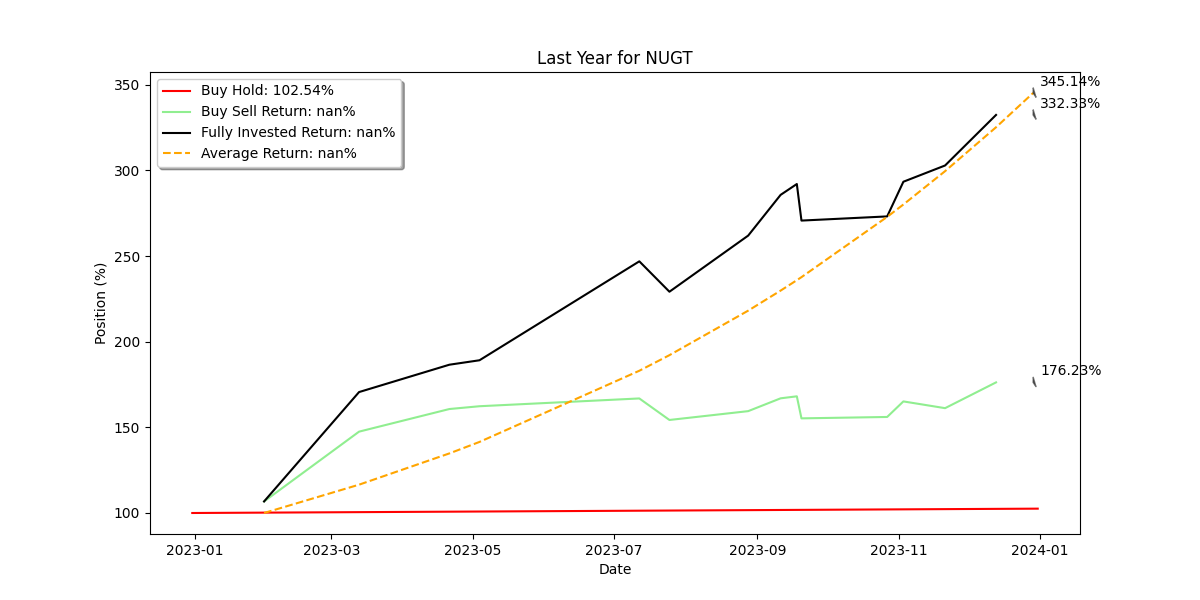 Last Year for NUGT
Buy Hold: 102.54%
Buy Sell Return: nan%
Fully Invested Return: nan%
Average Return: nan%
345.14%
332.33%
176.23%
Position (%)
350
300
250
200
150
100
2023-01
2023-03
2023-05
2023-07
2023-09
2023-11
2024-01
Date